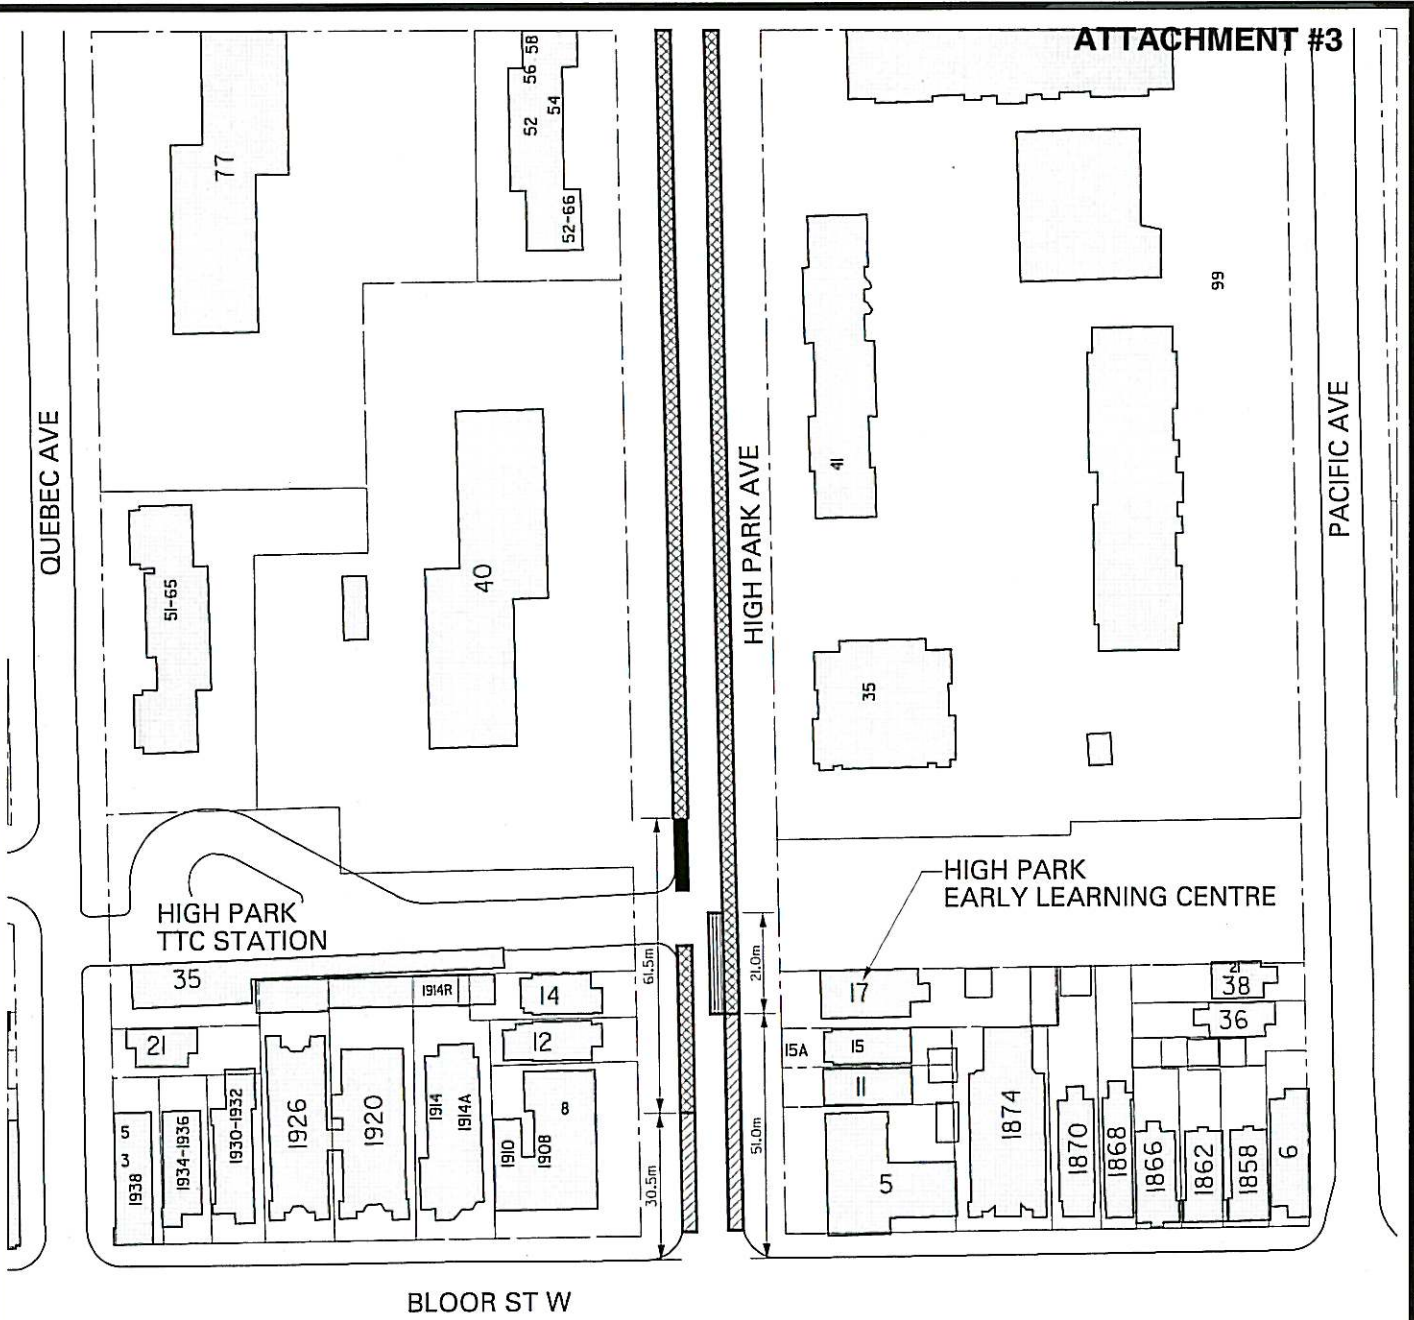 ATTACHMENT #3
58
56
54
52
52-66
77
99
41
QUEBEC AVE
HIGH PARK AVE
PACIFIC AVE
51-65
40
35
HIGH PARK
EARLY LEARNING CENTRE
HIGH PARK
TTC STATION
61.5m
21.0m
35
1914R
14
17
21
38
36
21
12
15A
15
11
51.0m
5
3
1938
1934-1936
1930-1932
1926
1920
1914
1914A
1910
1908
8
30.5m
5
1874
1870
1868
1866
1862
1858
6
BLOOR ST W